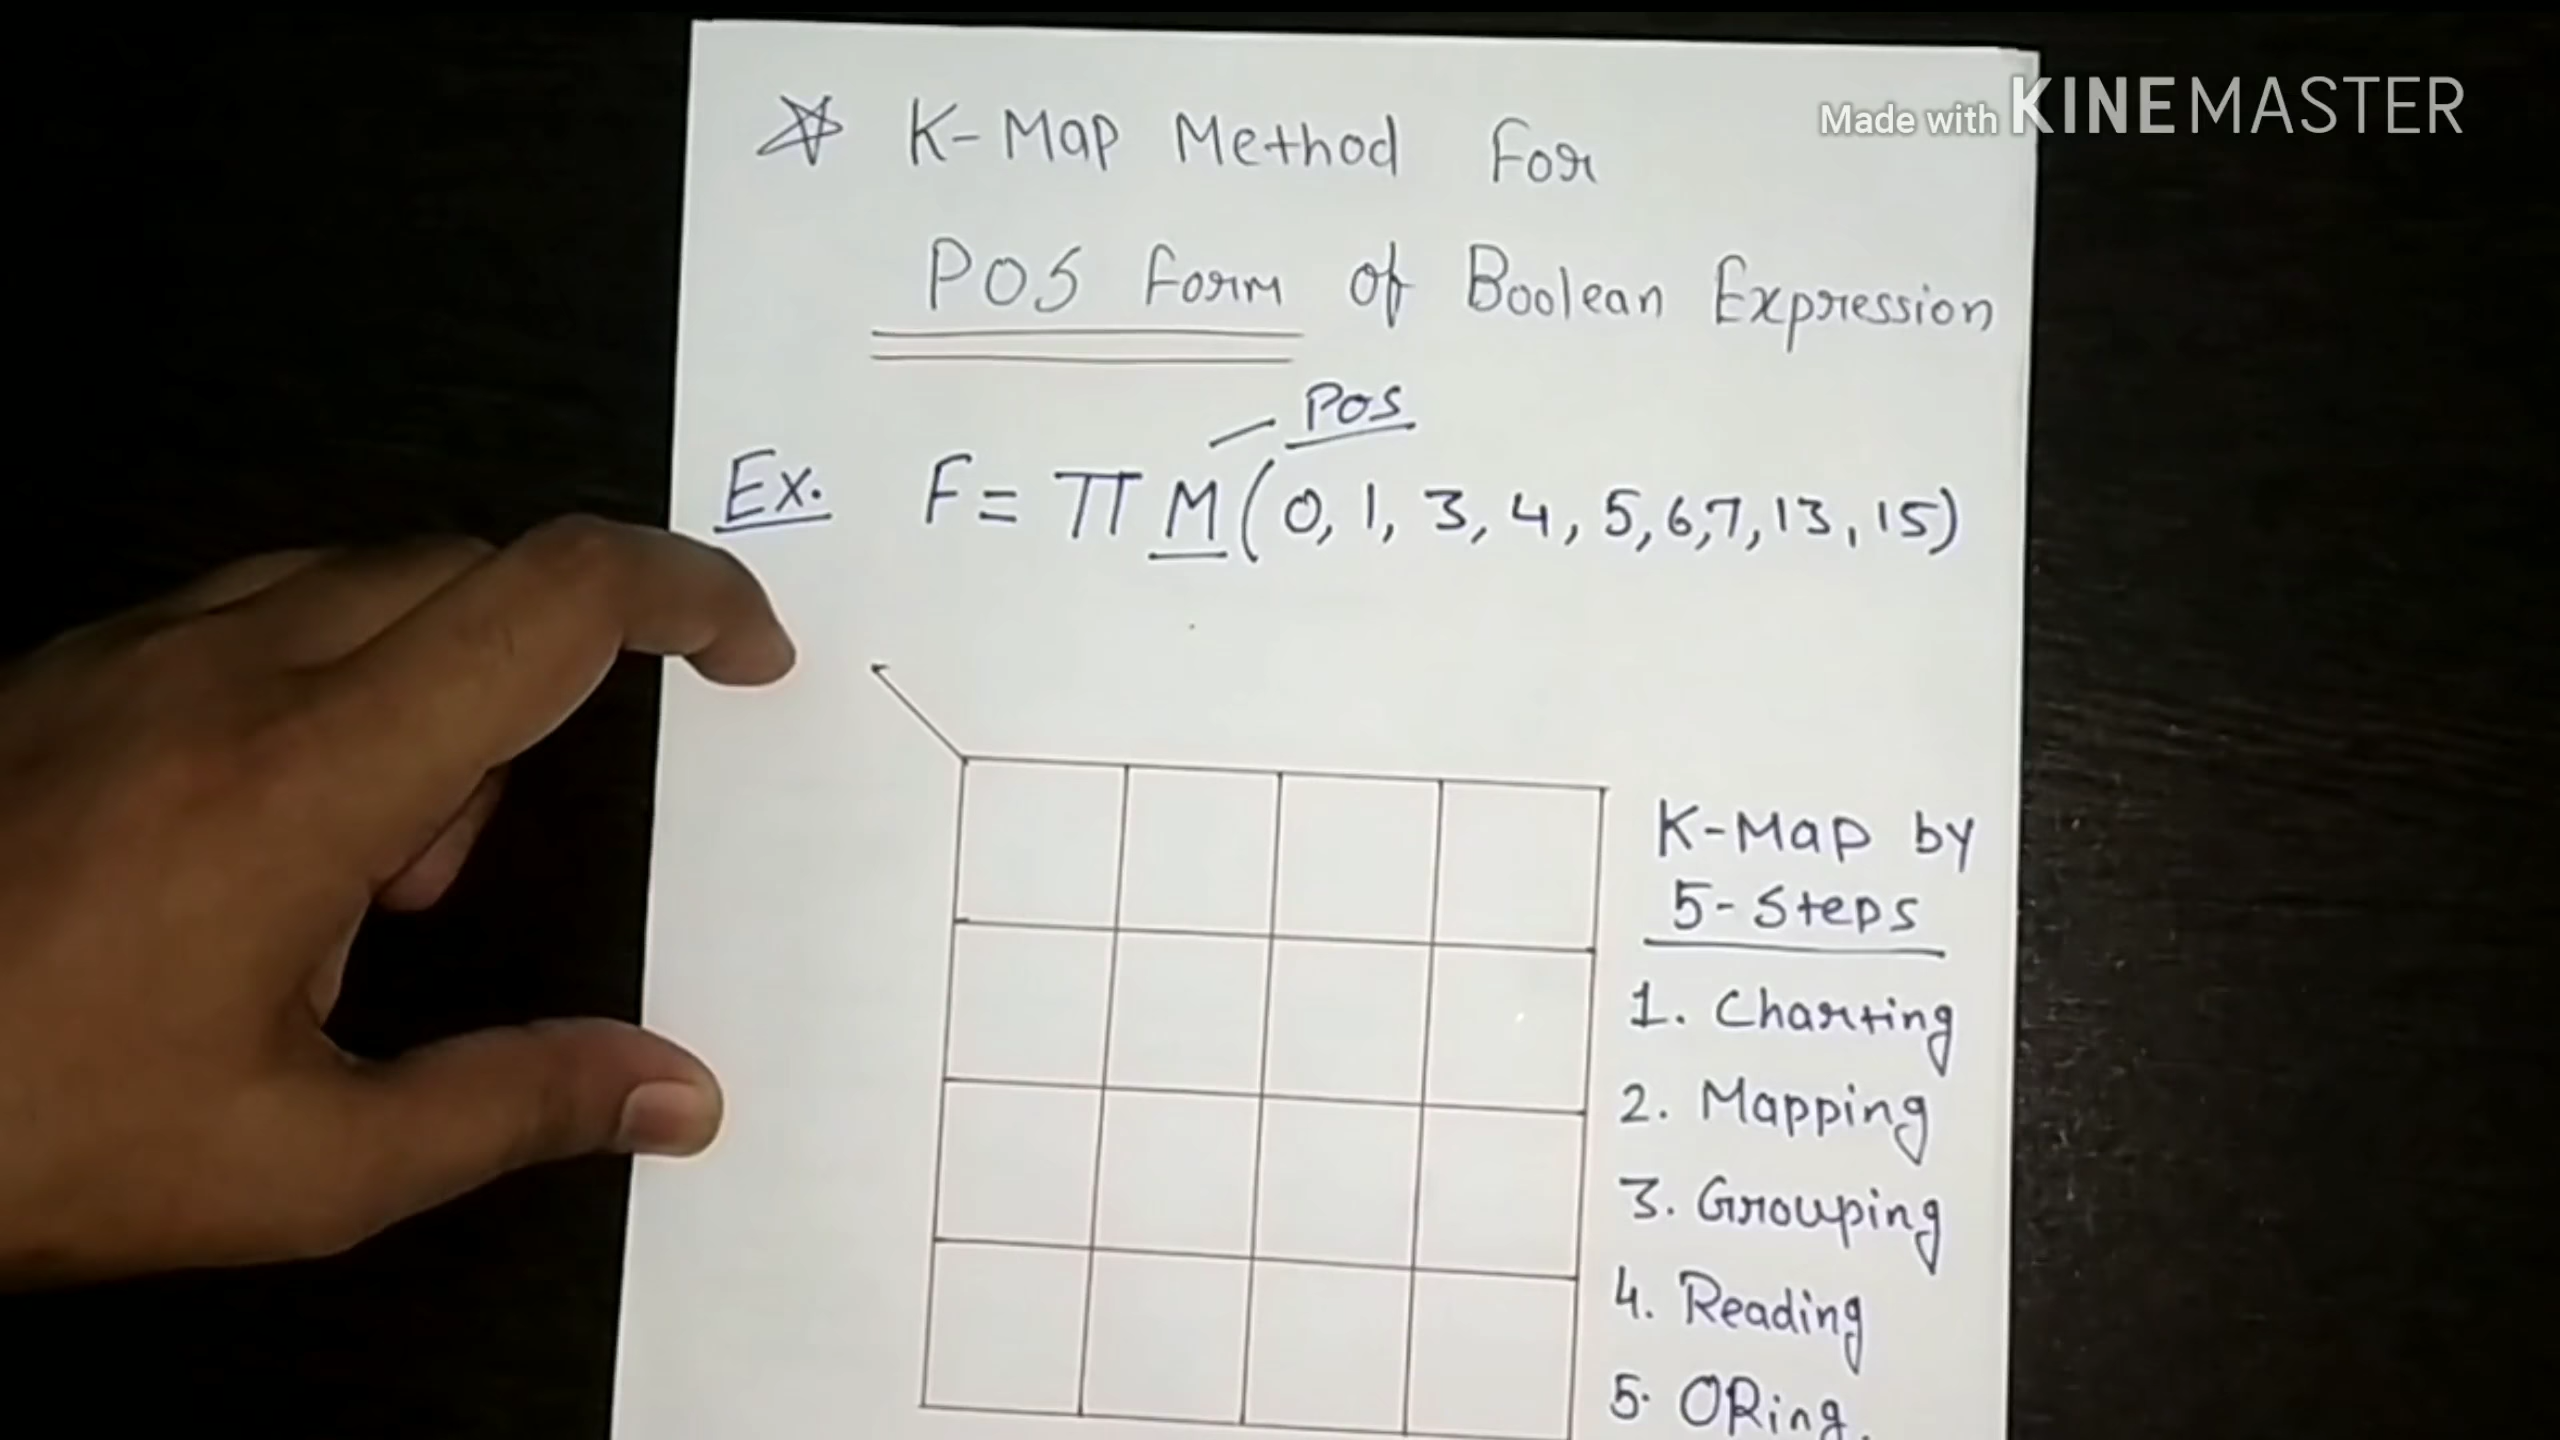 Made with KINEMASTER
K-Map Method For
POS Form of Boolean Expression
POS
Ex. F = π M (0, 1, 3, 4, 5, 6, 7, 13, 15)
K-Map by
5-Steps
1. Charting
2. Mapping
3. Grouping
4. Reading
5. ORing.